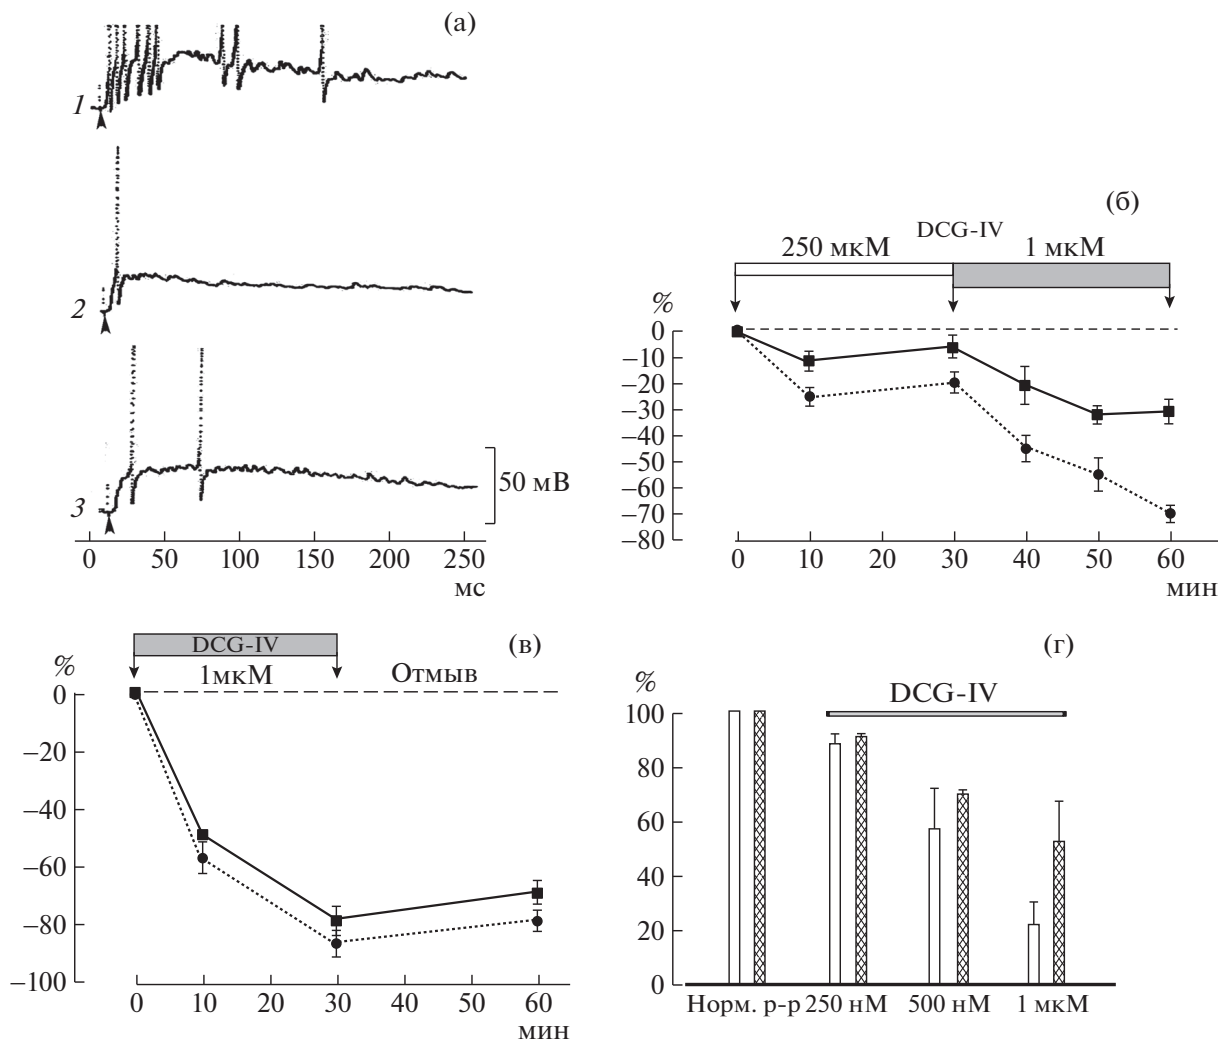 (а)
1
2
3
50 мВ
0 50 100 150 200 250
мс
(б)
DCG-IV
250 мкМ 1 мкМ
%
0
–10
–20
–30
–40
–50
–60
–70
–80
0 10 20 30 40 50 60
мин
(в)
DCG-IV
% 1мкМ Отмыв
0
–20
–40
–60
–80
–100
0 10 20 30 40 50 60
мин
(г)
%
DCG-IV
100
80
60
40
20
0
Норм. р-р 250 нМ 500 нМ 1 мкМ